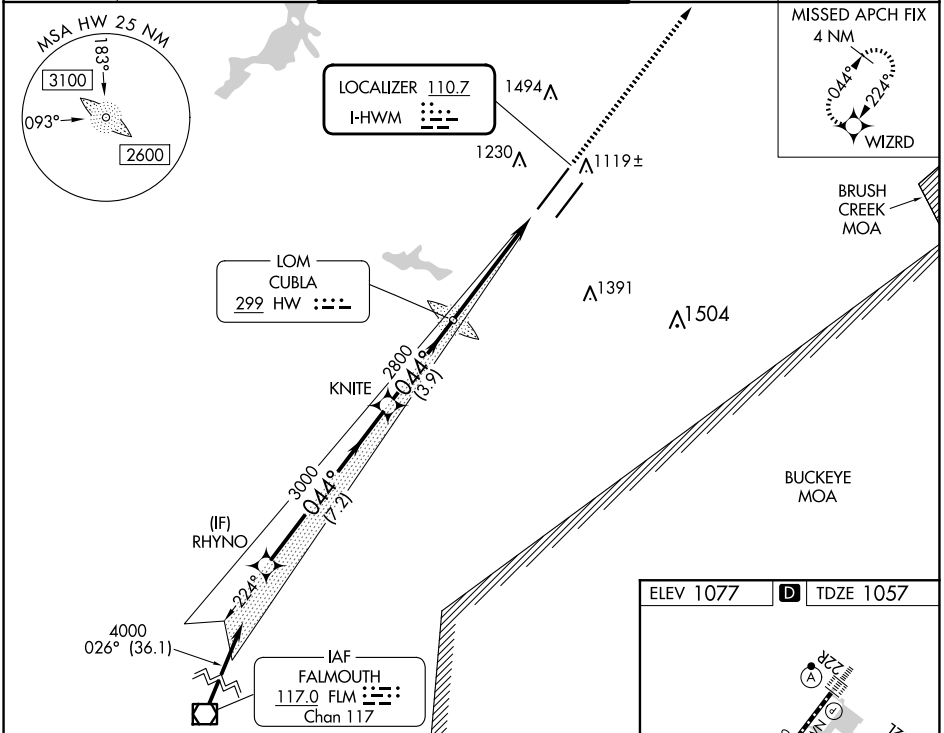 MSA HW 25 NM
183°
3100
093°
2600
LOCALIZER 110.7
I-HWM
1494
1230
1119±
MISSED APCH FIX
4 NM
044°
224°
WIZRD
BRUSH
CREEK
MOA
LOM
CUBLA
299 HW
1391
1504
2800
044°
(3.9)
KNITE
3000
044°
(7.2)
(IF)
RHYNO
224°
BUCKEYE
MOA
4000
026° (36.1)
IAF
FALMOUTH
117.0 FLM
Chan 117
ELEV 1077
D
TDZE 1057
22R
A
P